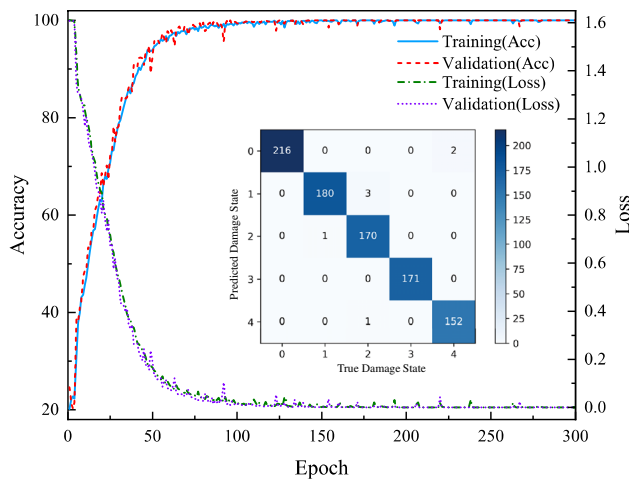 100
80
60
40
20
Accuracy
1.6
1.4
1.2
1.0
0.8
0.6
0.4
0.2
0.0
Loss
Training(Acc)
Validation(Acc)
Training(Loss)
Validation(Loss)
Predicted Damage State
0 216 0 0 0 2
1 0 180 3 0 0
2 0 1 170 0 0
3 0 0 0 171 0
4 0 0 1 0 152
0 1 2 3 4
True Damage State
200
175
150
125
100
75
50
25
0
0 50 100 150 200 250 300
Epoch